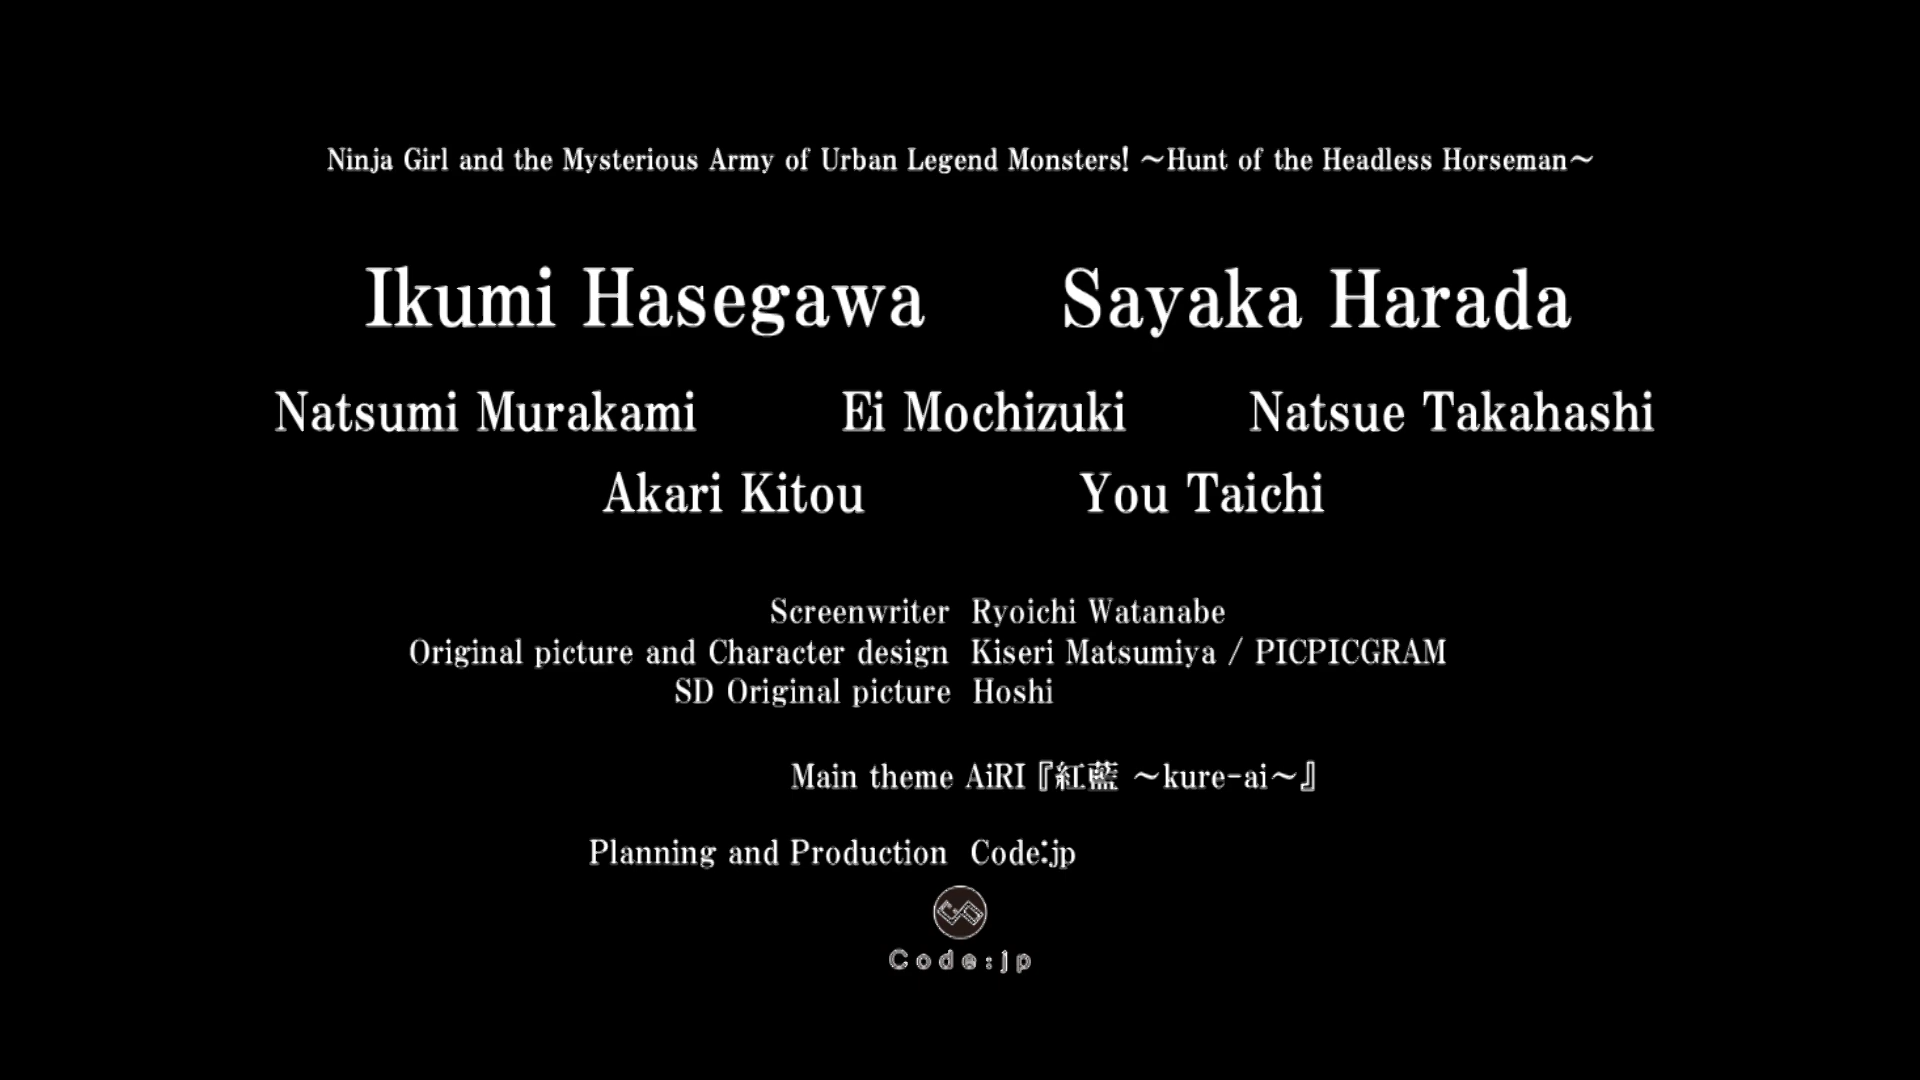 Ninja Girl and the Mysterious Army of Urban Legend Monsters! ～Hunt of the Headless Horseman～
Ikumi Hasegawa Sayaka Harada
Natsumi Murakami Ei Mochizuki Natsue Takahashi
Akari Kitou You Taichi
Screenwriter Ryoichi Watanabe
Original picture and Character design Kiseri Matsumiya / PICPICGRAM
SD Original picture Hoshi
Main theme AiRI『紅藍 ～kure-ai～』
Planning and Production Code:jp
Code:jp